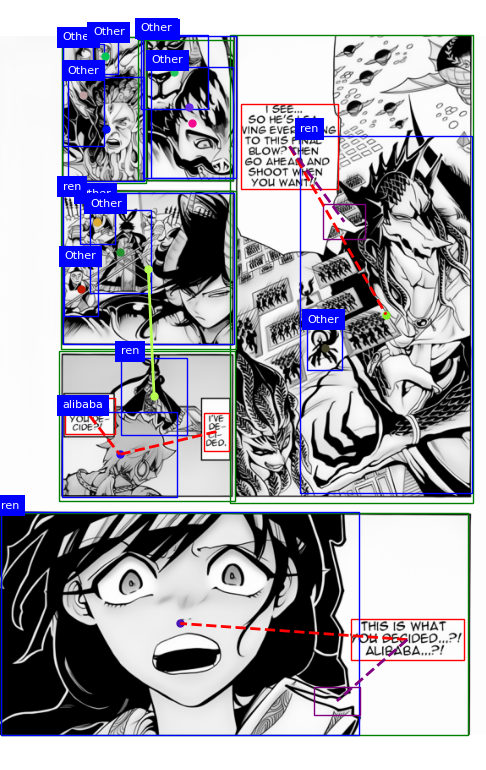 Other
Other
Other
Other
Other
I SEE...
SO HE'S
VING EVERYTHING
TO THIS FINAL
BLOW? THEN
GO AHEAD AND
SHOOT WHEN
YOU WANT.
ren
ren
Other
Other
Other
Other
ren
alibaba
YOU DE-
CIDE?!
I'VE
DE-
CI-
DED.
ren
THIS IS WHAT
YOU DECIDED...?!
ALIBABA...?!